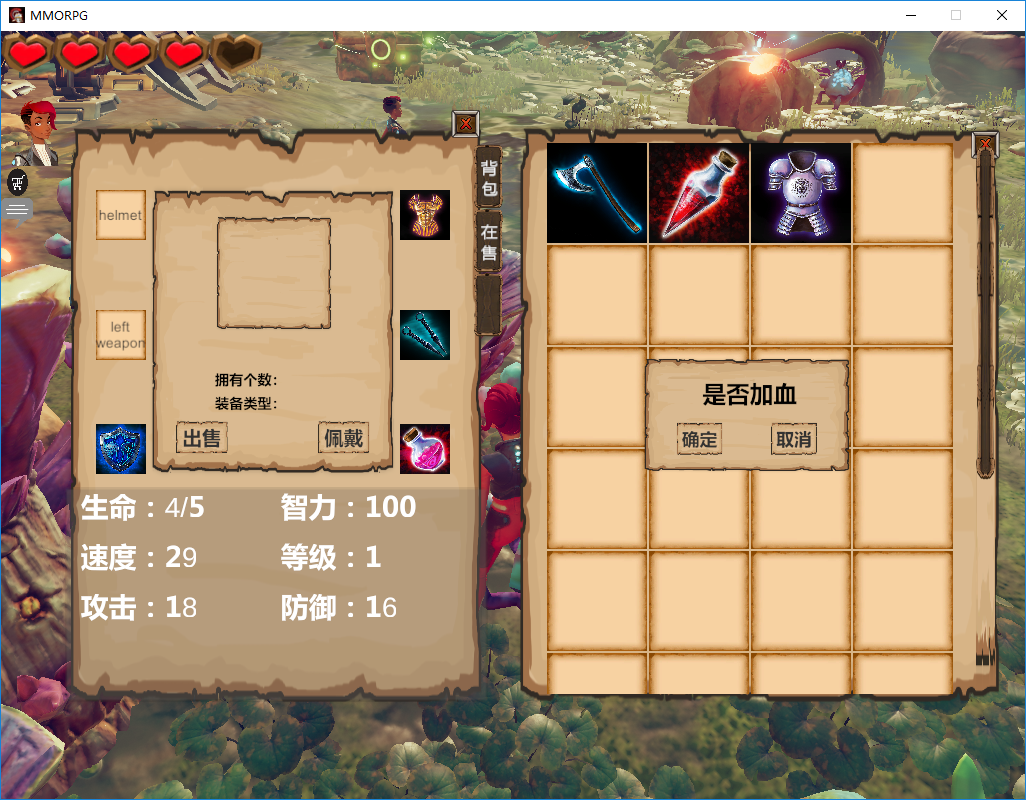 MMORPG
背包
在售
helmet
left
weapon
拥有个数：
装备类型：
出售
佩戴
生命：4/5
智力：100
速度：29
等级：1
攻击：18
防御：16
是否加血
确定
取消